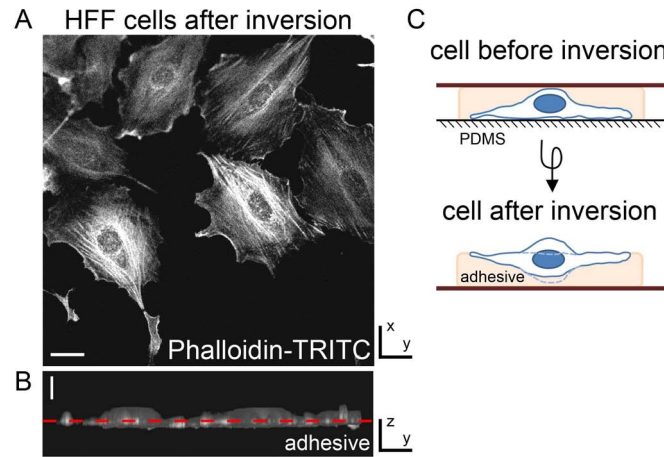 A
HFF cells after inversion
Phalloidin-TRITC
x
y
B
adhesive
z
y
C
cell before inversion
PDMS
cell after inversion
adhesive